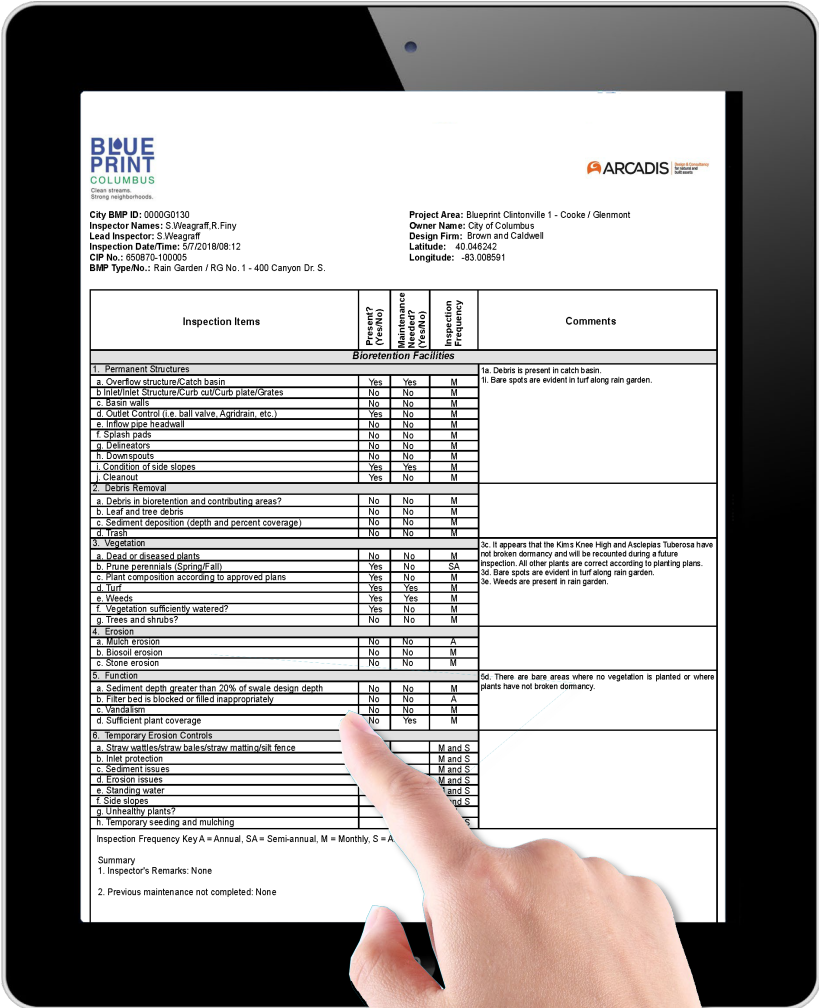 BLUE
PRINT
COLUMBUS
Clean streams.
Strong neighborhoods.
ARCADIS
Design & Consultancy
for natural and
built assets
City BMP ID: 0000G0130
Inspector Names: S.Weagraff,R.Finy
Lead Inspector: S.Weagraff
Inspection Date/Time: 5/7/2018/08:12
CIP No.: 650870-100005
BMP Type/No.: Rain Garden / RG No. 1 - 400 Canyon Dr. S.
Project Area: Blueprint Clintonville 1 - Cooke / Glenmont
Owner Name: City of Columbus
Design Firm: Brown and Caldwell
Latitude: 40.046242
Longitude: -83.008591
Inspection Items
Present?
(Yes/No)
Maintenance
Needed?
(Yes/No)
Inspection
Frequency
Comments
Bioretention Facilities
1. Permanent Structures
a. Overflow structure/Catch basin Yes Yes M
b Inlet/Inlet Structure/Curb cut/Curb plate/Grates No No M
c. Basin walls No No M
d. Outlet Control (i.e. ball valve, Agridrain, etc.) Yes No M
e. Inflow pipe headwall No No M
f. Splash pads No No M
g. Delineators No No M
h. Downspouts No No M
i. Condition of side slopes Yes Yes M
j. Cleanout Yes No M
1a. Debris is present in catch basin.
1i. Bare spots are evident in turf along rain garden.
2. Debris Removal
a. Debris in bioretention and contributing areas? No No M
b. Leaf and tree debris No No M
c. Sediment deposition (depth and percent coverage) No No M
d. Trash No No M
3. Vegetation
a. Dead or diseased plants No No M
b. Prune perennials (Spring/Fall) Yes No SA
c. Plant composition according to approved plans Yes No M
d. Turf Yes Yes M
e. Weeds Yes Yes M
f. Vegetation sufficiently watered? Yes No M
g. Trees and shrubs? No No M
3c. It appears that the Kims Knee High and Asclepias Tuberosa have
not broken dormancy and will be recounted during a future
inspection. All other plants are correct according to planting plans.
3d. Bare spots are evident in turf along rain garden.
3e. Weeds are present in rain garden.
4. Erosion
a. Mulch erosion No No A
b. Biosoil erosion No No M
c. Stone erosion No No M
5. Function
a. Sediment depth greater than 20% of swale design depth No No M
b. Filter bed is blocked or filled inappropriately No No A
c. Vandalism No No M
d. Sufficient plant coverage No Yes M
5d. There are bare areas where no vegetation is planted or where
plants have not broken dormancy.
6. Temporary Erosion Controls
a. Straw wattles/straw bales/straw matting/silt fence M and S
b. Inlet protection M and S
c. Sediment issues M and S
d. Erosion issues M and S
e. Standing water and S
f. Side slopes and S
g. Unhealthy plants?
h. Temporary seeding and mulching S
Inspection Frequency Key A = Annual, SA = Semi-annual, M = Monthly, S = A
Summary
1. Inspector's Remarks: None
2. Previous maintenance not completed: None